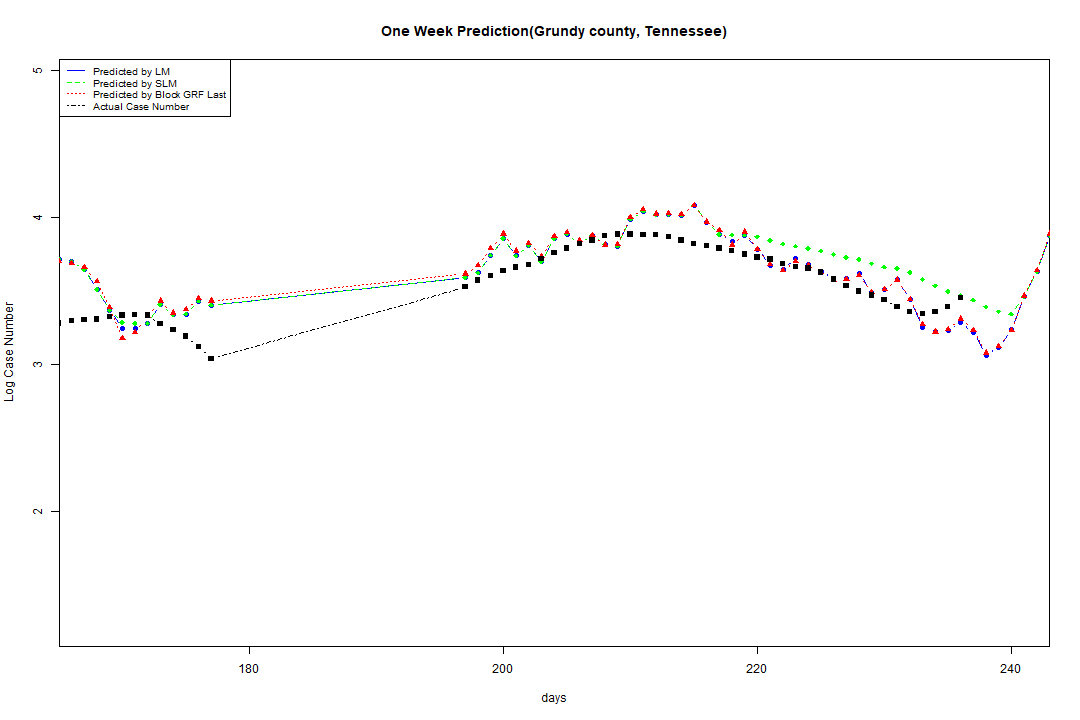 One Week Prediction(Grundy county, Tennessee)
Predicted by LM
Predicted by SLM
Predicted by Block GRF Last
Actual Case Number
5
4
3
2
Log Case Number
180 200 220 240
days